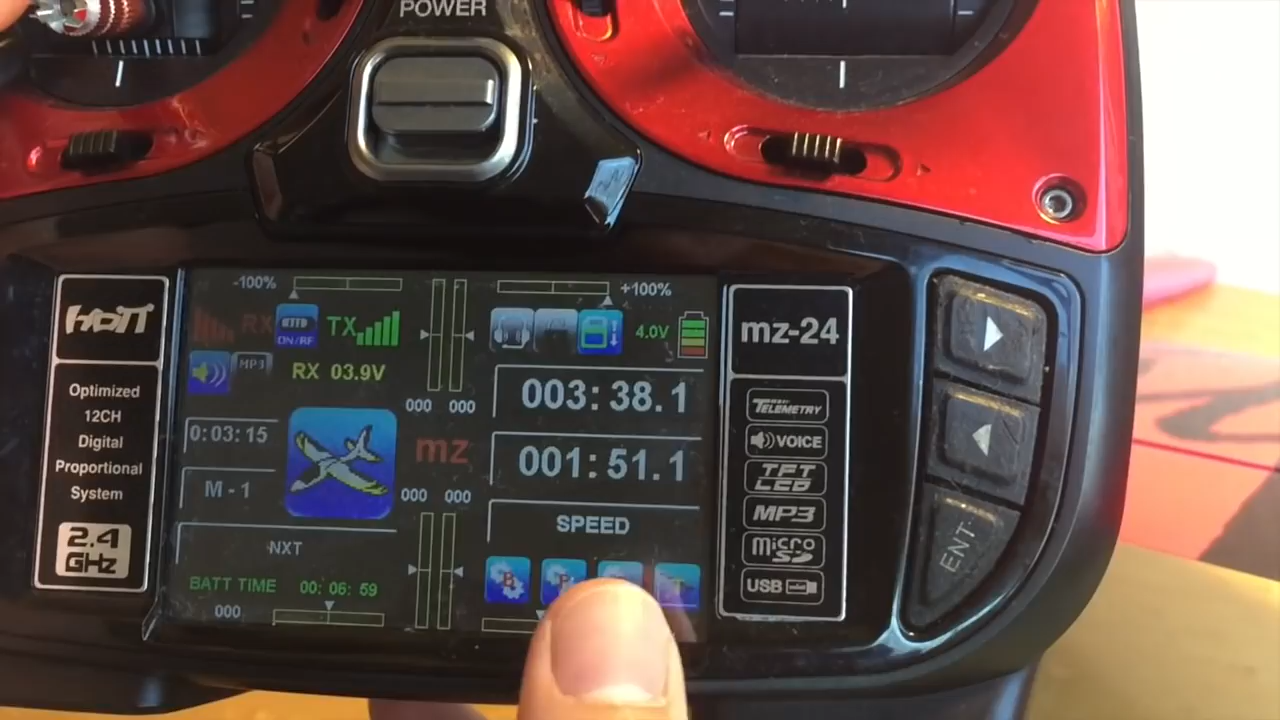 POWER
HoTT
Optimized
12CH
Digital
Proportional
System
2.4
GHz
-100%
RX
ON/RF
TX
MP3
RX 03.9V
0:03:15
M-1
NXT
BATT TIME 00:06:59
000
000 000
mz
000 000
+100%
4.0V
003:38.1
001:51.1
SPEED
B
T
mz-24
TELEMETRY
VOICE
TFT
LCD
MP3
micro
SD
USB
ENT